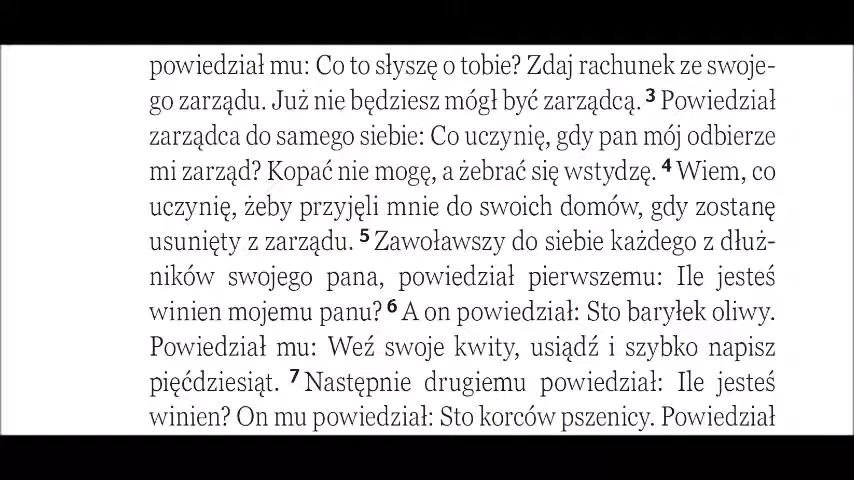 powiedział mu: Co to słyszę o tobie? Zdaj rachunek ze swoje-
go zarządu. Już nie będziesz mógł być zarządcą. 3 Powiedział
zarządca do samego siebie: Co uczynię, gdy pan mój odbierze
mi zarząd? Kopać nie mogę, a żebrać się wstydzę. 4 Wiem, co
uczynię, żeby przyjęli mnie do swoich domów, gdy zostanę
usunięty z zarządu. 5 Zawoławszy do siebie każdego z dłuż-
ników swojego pana, powiedział pierwszemu: Ile jesteś
winien mojemu panu? 6 A on powiedział: Sto baryłek oliwy.
Powiedział mu: Weź swoje kwity, usiądź i szybko napisz
pięćdziesiąt. 7 Następnie drugiemu powiedział: Ile jesteś
winien? On mu powiedział: Sto korców pszenicy. Powiedział